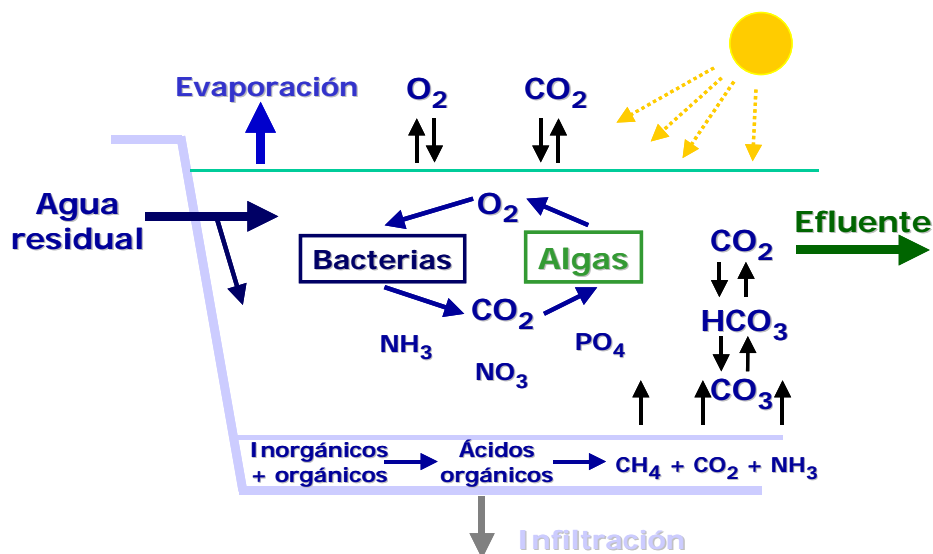 Evaporación
O₂
CO₂
Agua
residual
O₂
Efluente
Bacterias
Algas
CO₂
CO₂
HCO₃
NH₃
PO₄
NO₃
CO₃
Inorgánicos
+ orgánicos
Ácidos
orgánicos
CH₄ + CO₂ + NH₃
Infiltración